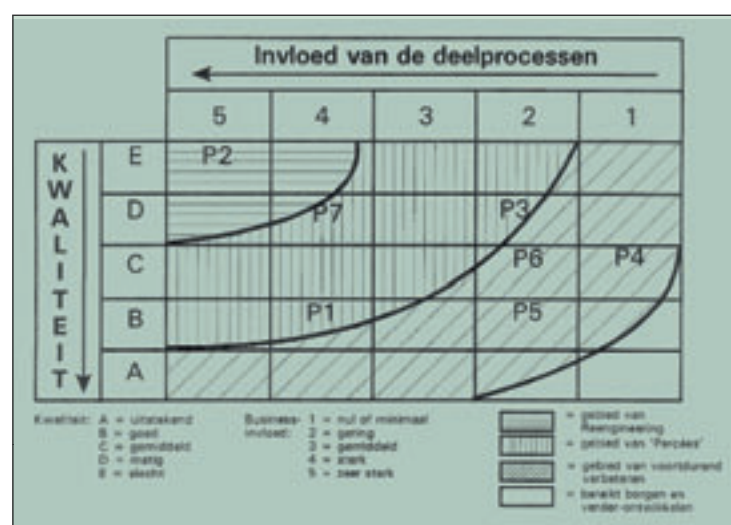 Invloed van de deelprocessen
5 4 3 2 1
KWALITEIT
E P2
D P7 P3
C P6 P4
B P1 P5
A
Kwaliteit: A = uitstekend
B = goed
C = gemiddeld
D = matig
E = slecht
Business-invloed: 1 = nul of minimaal
2 = gering
3 = gemiddeld
4 = sterk
5 = zeer sterk
= gebied van Reengineering
= gebied van 'Percées'
= gebied van voortdurend verbeteren
= bereikt borgen en verder-ontwikkelen